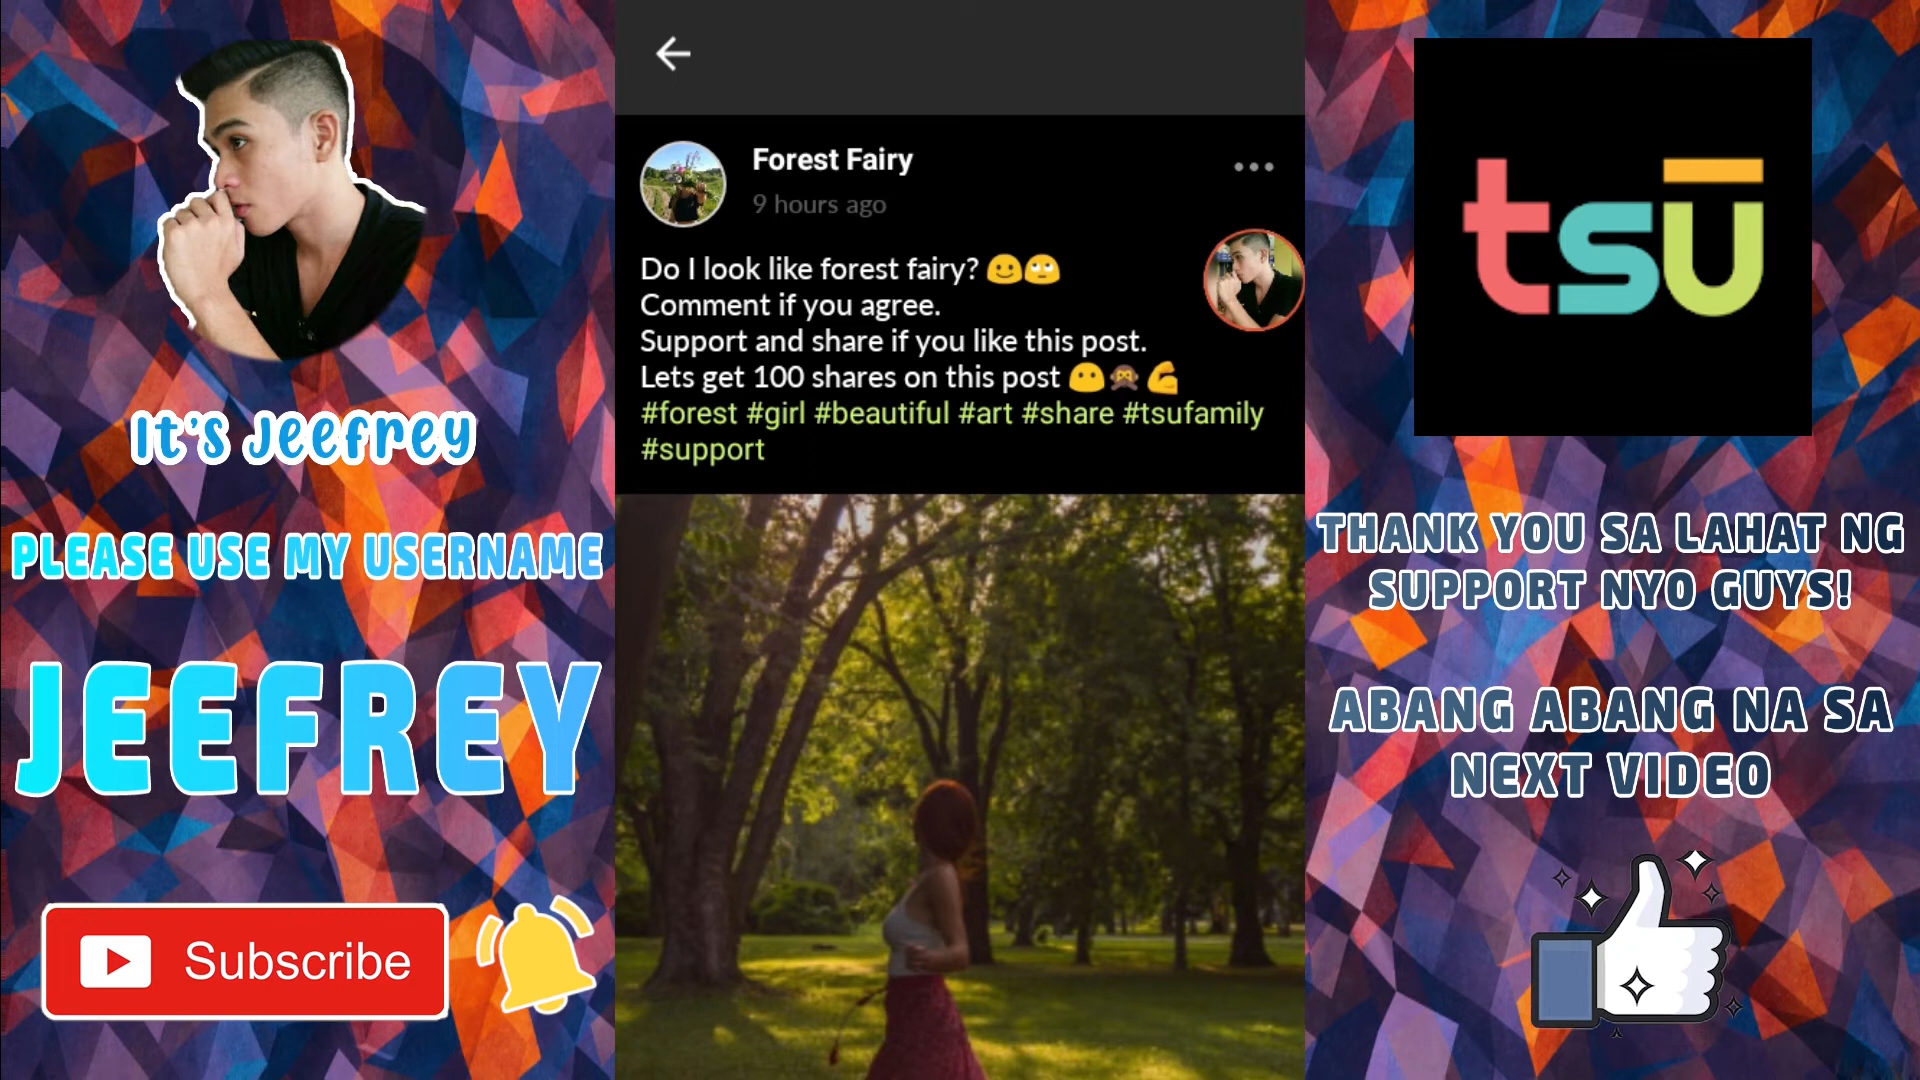 It's Jeefrey
PLEASE USE MY USERNAME
JEEFREY
Subscribe
Forest Fairy
9 hours ago
Do I look like forest fairy? 🙂🙄
Comment if you agree.
Support and share if you like this post.
Lets get 100 shares on this post 😶🙊💪
#forest #girl #beautiful #art #share #tsufamily
#support
tsū
THANK YOU SA LAHAT NG
SUPPORT NYO GUYS!
ABANG ABANG NA SA
NEXT VIDEO